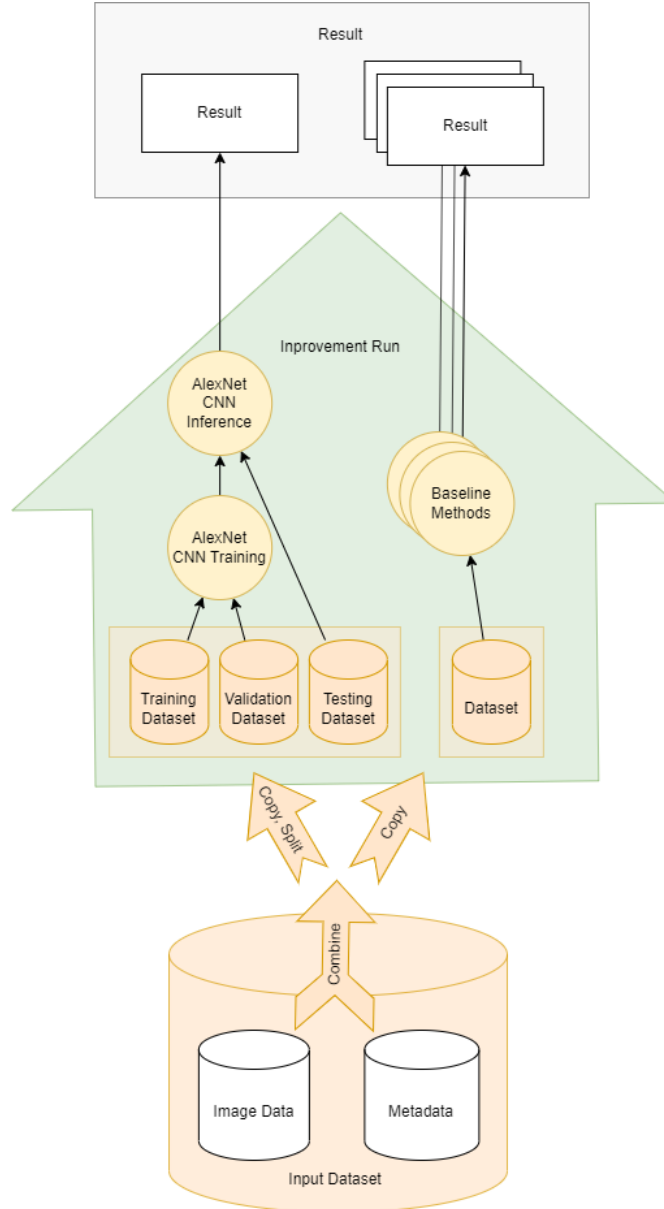 Result
Result
Result
Inprovement Run
AlexNet
CNN
Inference
Baseline
Methods
AlexNet
CNN Training
Training
Dataset
Validation
Dataset
Testing
Dataset
Dataset
Copy, Split
Copy
Combine
Image Data
Metadata
Input Dataset